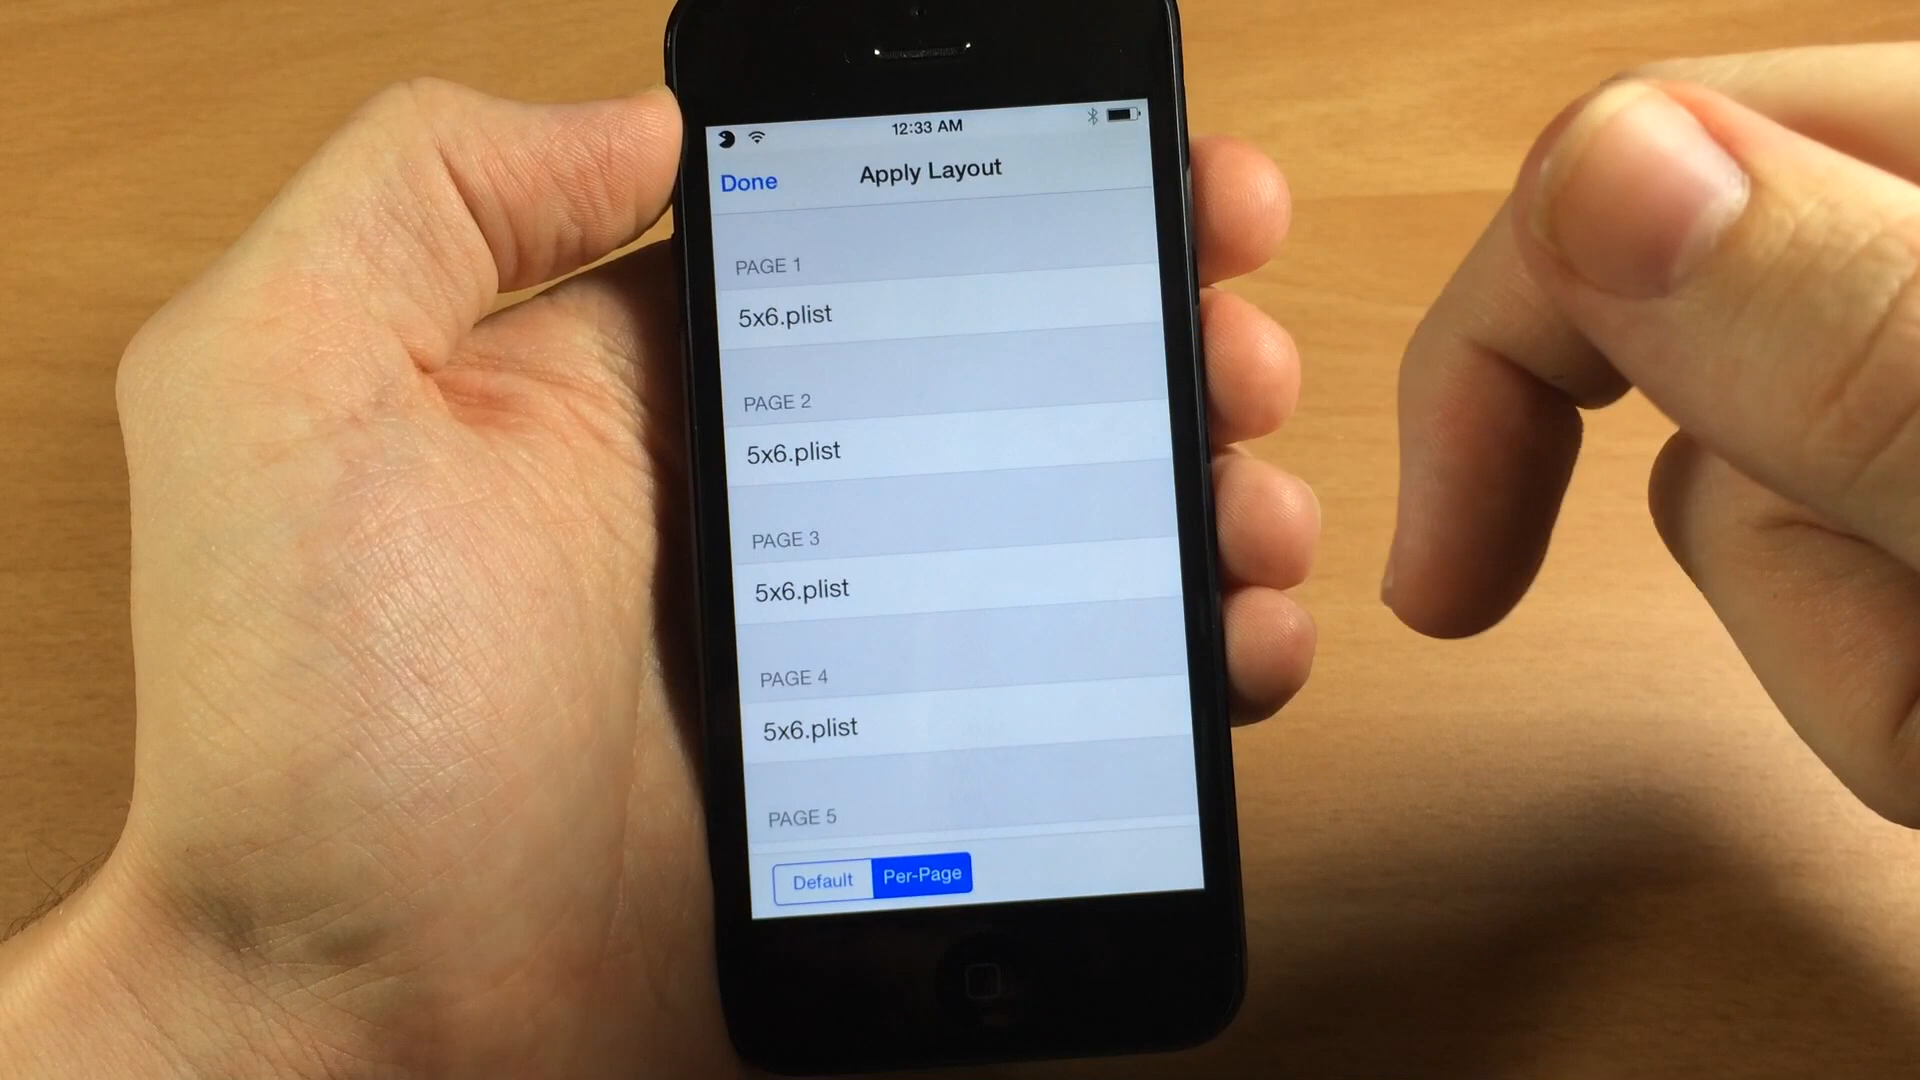 12:33 AM
Done
Apply Layout
PAGE 1
5x6.plist
PAGE 2
5x6.plist
PAGE 3
5x6.plist
PAGE 4
5x6.plist
PAGE 5
Default
Per-Page